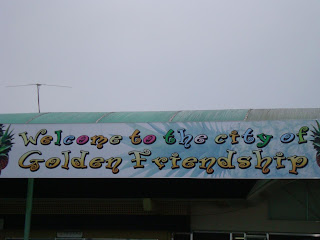 Welcome to the city of
Golden Friendship